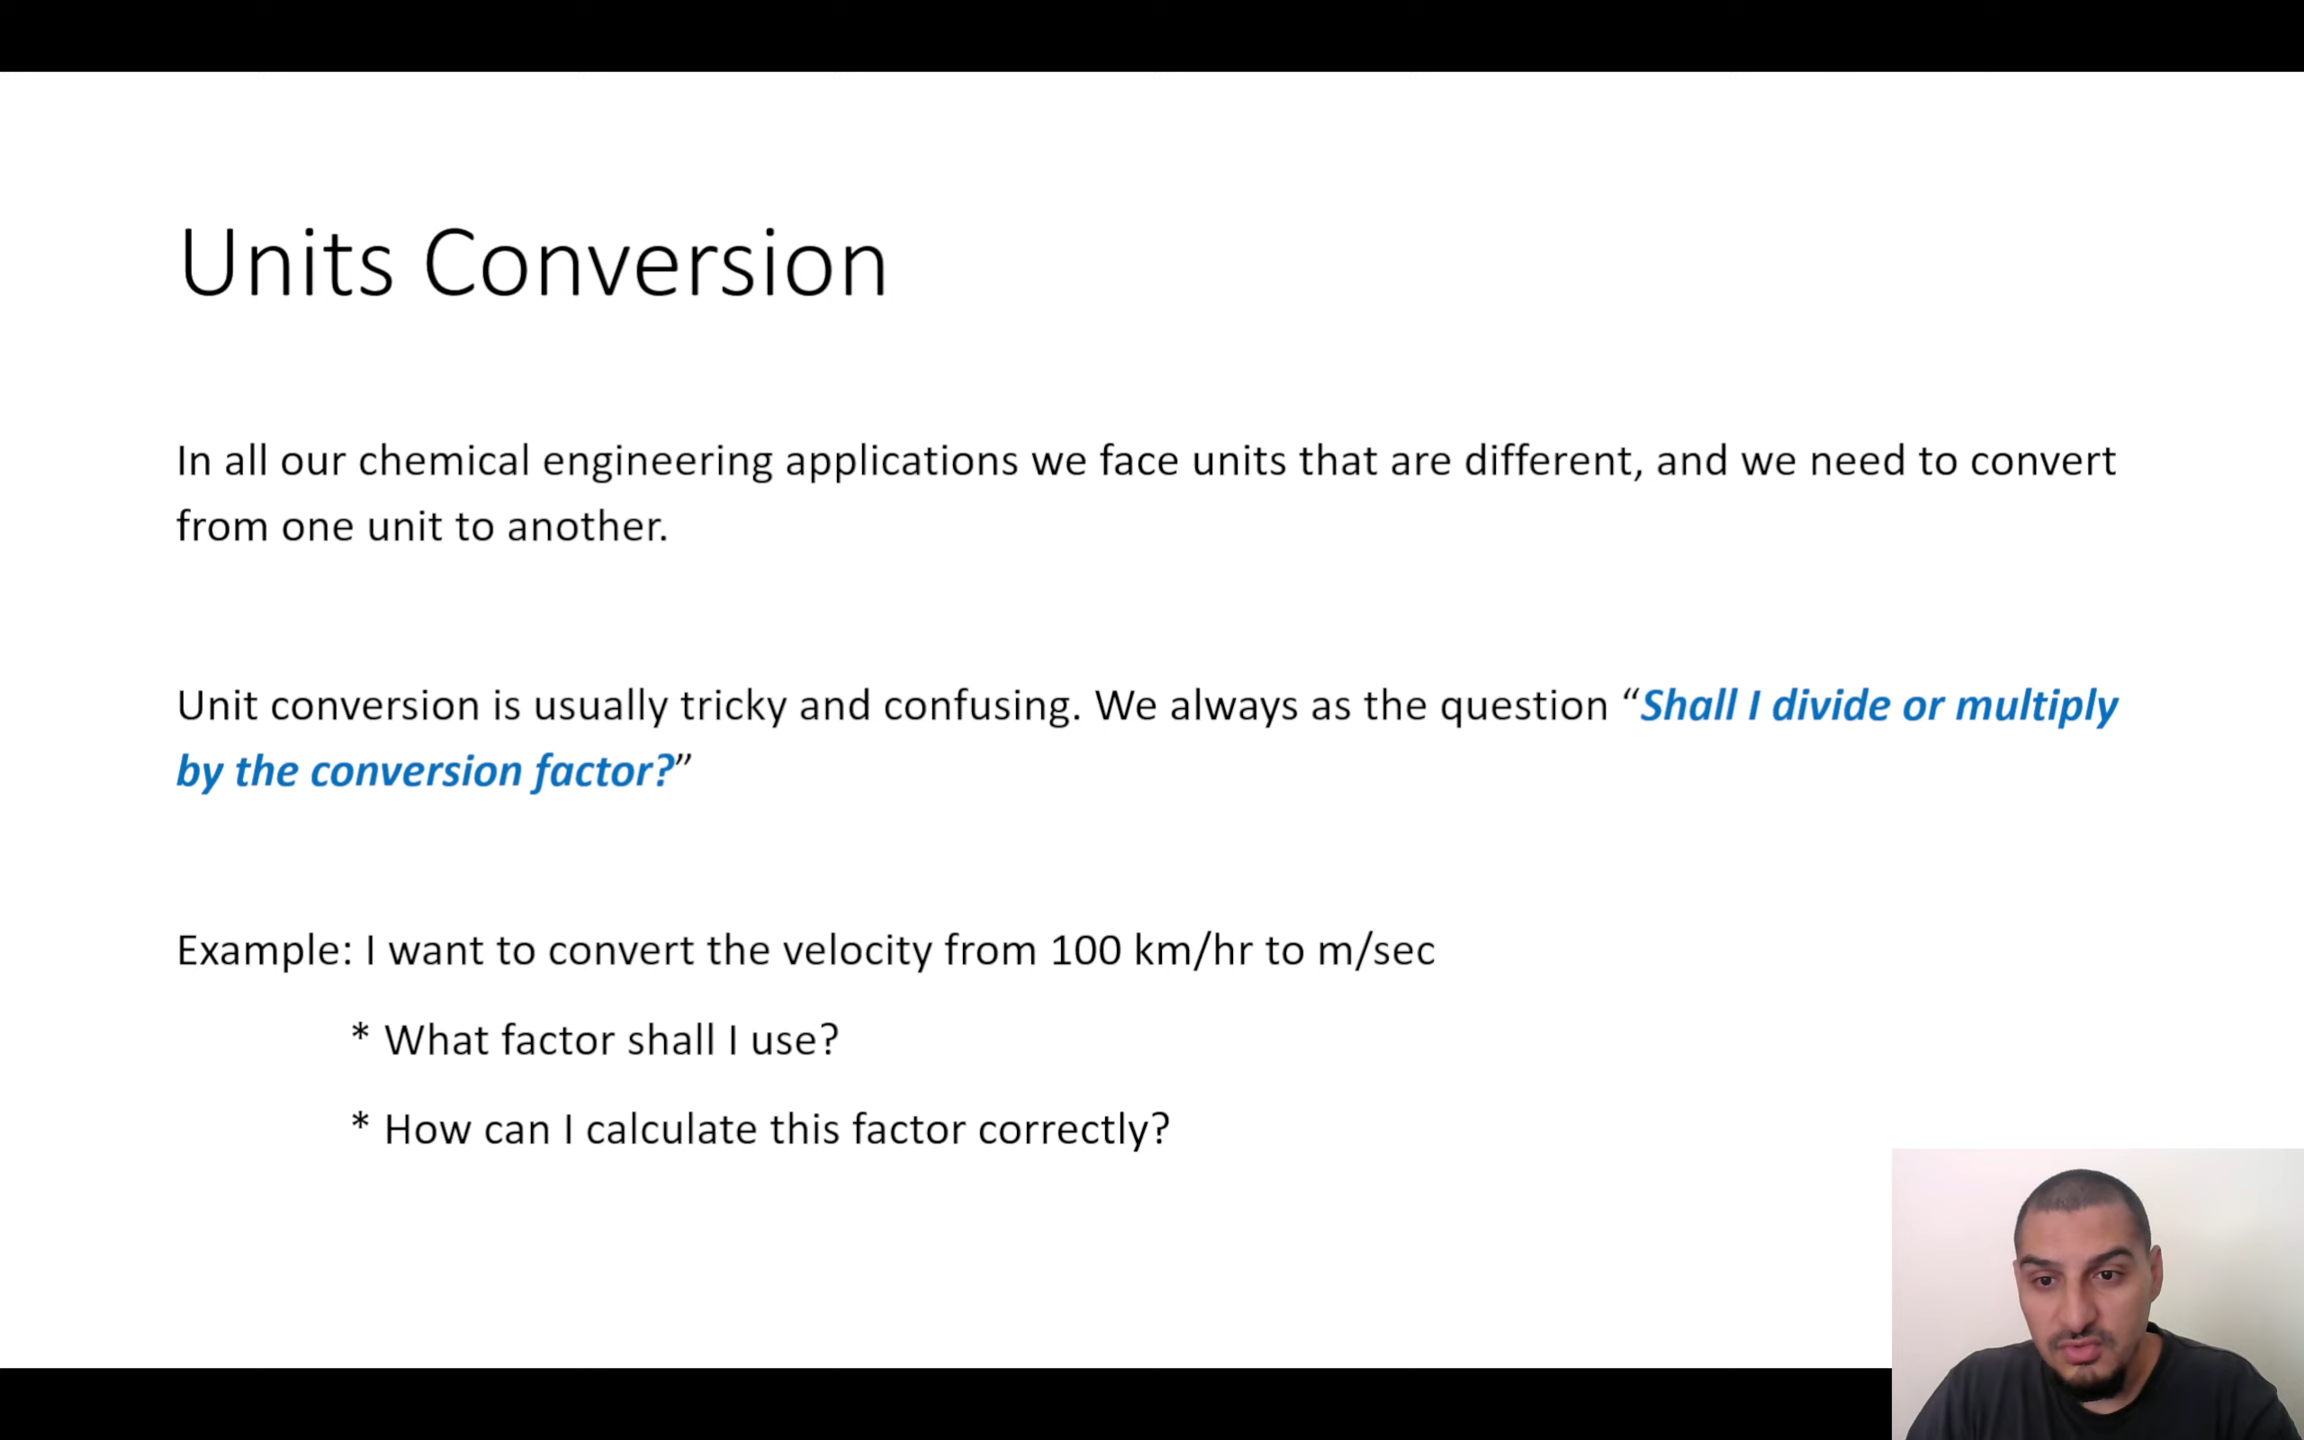 Units Conversion
In all our chemical engineering applications we face units that are different, and we need to convert
from one unit to another.
Unit conversion is usually tricky and confusing. We always as the question “Shall I divide or multiply
by the conversion factor?”
Example: I want to convert the velocity from 100 km/hr to m/sec
* What factor shall I use?
* How can I calculate this factor correctly?